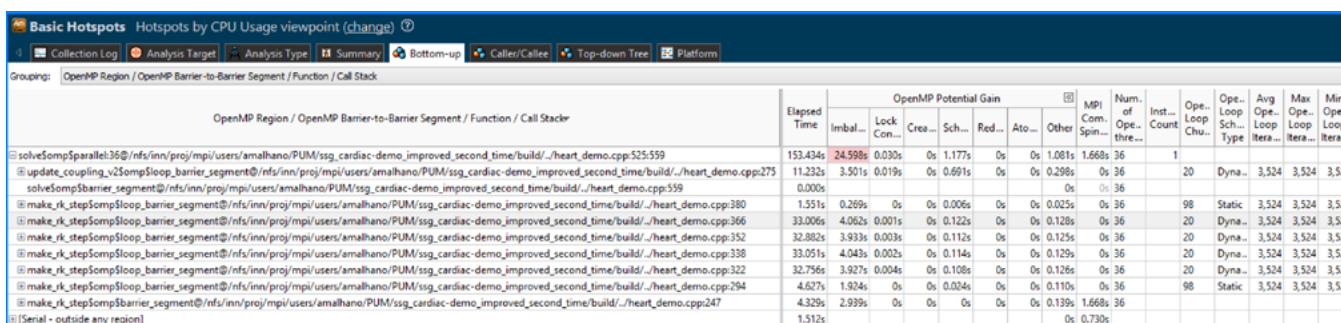 Basic Hotspots Hotspots by CPU Usage viewpoint (change) ?
Collection Log Analysis Target Analysis Type Summary Bottom-up Caller/Callee Top-down Tree Platform
Grouping: OpenMP Region / OpenMP Barrier-to-Barrier Segment / Function / Call Stack
OpenMP Region / OpenMP Barrier-to-Barrier Segment / Function / Call Stack Elapsed Time OpenMP Potential Gain MPI Com. Spin... Num. of Ope... thre... Inst... Count Ope... Loop Chu... Ope... Loop Sch... Type Avg Ope... Loop Itera... Max Ope... Loop Itera... Min Ope Loop Itera
Imbal... Lock Con... Crea... Sch... Red... Ato... Other
solve$omp$parallel:36@/nfs/inn/proj/mpi/users/amalhano/PUM/ssg_cardiac-demo_improved_second_time/build/../heart_demo.cpp:525:559 153.434s 24.598s 0.030s 0s 1.177s 0s 0s 1.081s 1.668s 36 1
update_coupling_v2$omp$loop_barrier_segment@/nfs/inn/proj/mpi/users/amalhano/PUM/ssg_cardiac-demo_improved_second_time/build/../heart_demo.cpp:275 11.232s 3.501s 0.019s 0s 0.691s 0s 0s 0.298s 0s 36 20 Dyna... 3,524 3,524 3,5
solve$omp$barrier_segment@/nfs/inn/proj/mpi/users/amalhano/PUM/ssg_cardiac-demo_improved_second_time/build/../heart_demo.cpp:559 0.000s 0s 0s 36
make_rk_step$omp$loop_barrier_segment@/nfs/inn/proj/mpi/users/amalhano/PUM/ssg_cardiac-demo_improved_second_time/build/../heart_demo.cpp:380 1.551s 0.269s 0s 0s 0.006s 0s 0s 0.025s 0s 36 98 Static 3,524 3,524 3,5
make_rk_step$omp$loop_barrier_segment@/nfs/inn/proj/mpi/users/amalhano/PUM/ssg_cardiac-demo_improved_second_time/build/../heart_demo.cpp:366 33.006s 4.062s 0.001s 0s 0.122s 0s 0s 0.128s 0s 36 20 Dyna... 3,524 3,524 3,5
make_rk_step$omp$loop_barrier_segment@/nfs/inn/proj/mpi/users/amalhano/PUM/ssg_cardiac-demo_improved_second_time/build/../heart_demo.cpp:352 32.882s 3.933s 0.003s 0s 0.112s 0s 0s 0.125s 0s 36 20 Dyna... 3,524 3,524 3,5
make_rk_step$omp$loop_barrier_segment@/nfs/inn/proj/mpi/users/amalhano/PUM/ssg_cardiac-demo_improved_second_time/build/../heart_demo.cpp:338 33.051s 4.043s 0.002s 0s 0.114s 0s 0s 0.129s 0s 36 20 Dyna... 3,524 3,524 3,5
make_rk_step$omp$loop_barrier_segment@/nfs/inn/proj/mpi/users/amalhano/PUM/ssg_cardiac-demo_improved_second_time/build/../heart_demo.cpp:322 32.756s 3.927s 0.004s 0s 0.108s 0s 0s 0.126s 0s 36 20 Dyna... 3,524 3,524 3,5
make_rk_step$omp$loop_barrier_segment@/nfs/inn/proj/mpi/users/amalhano/PUM/ssg_cardiac-demo_improved_second_time/build/../heart_demo.cpp:294 4.627s 1.924s 0s 0s 0.024s 0s 0s 0.110s 0s 36 98 Static 3,524 3,524 3,5
make_rk_step$omp$barrier_segment@/nfs/inn/proj/mpi/users/amalhano/PUM/ssg_cardiac-demo_improved_second_time/build/../heart_demo.cpp:247 4.329s 2.939s 0s 0s 0s 0s 0s 0.139s 1.668s 36
[Serial - outside any region] 1.512s 0s 0.730s